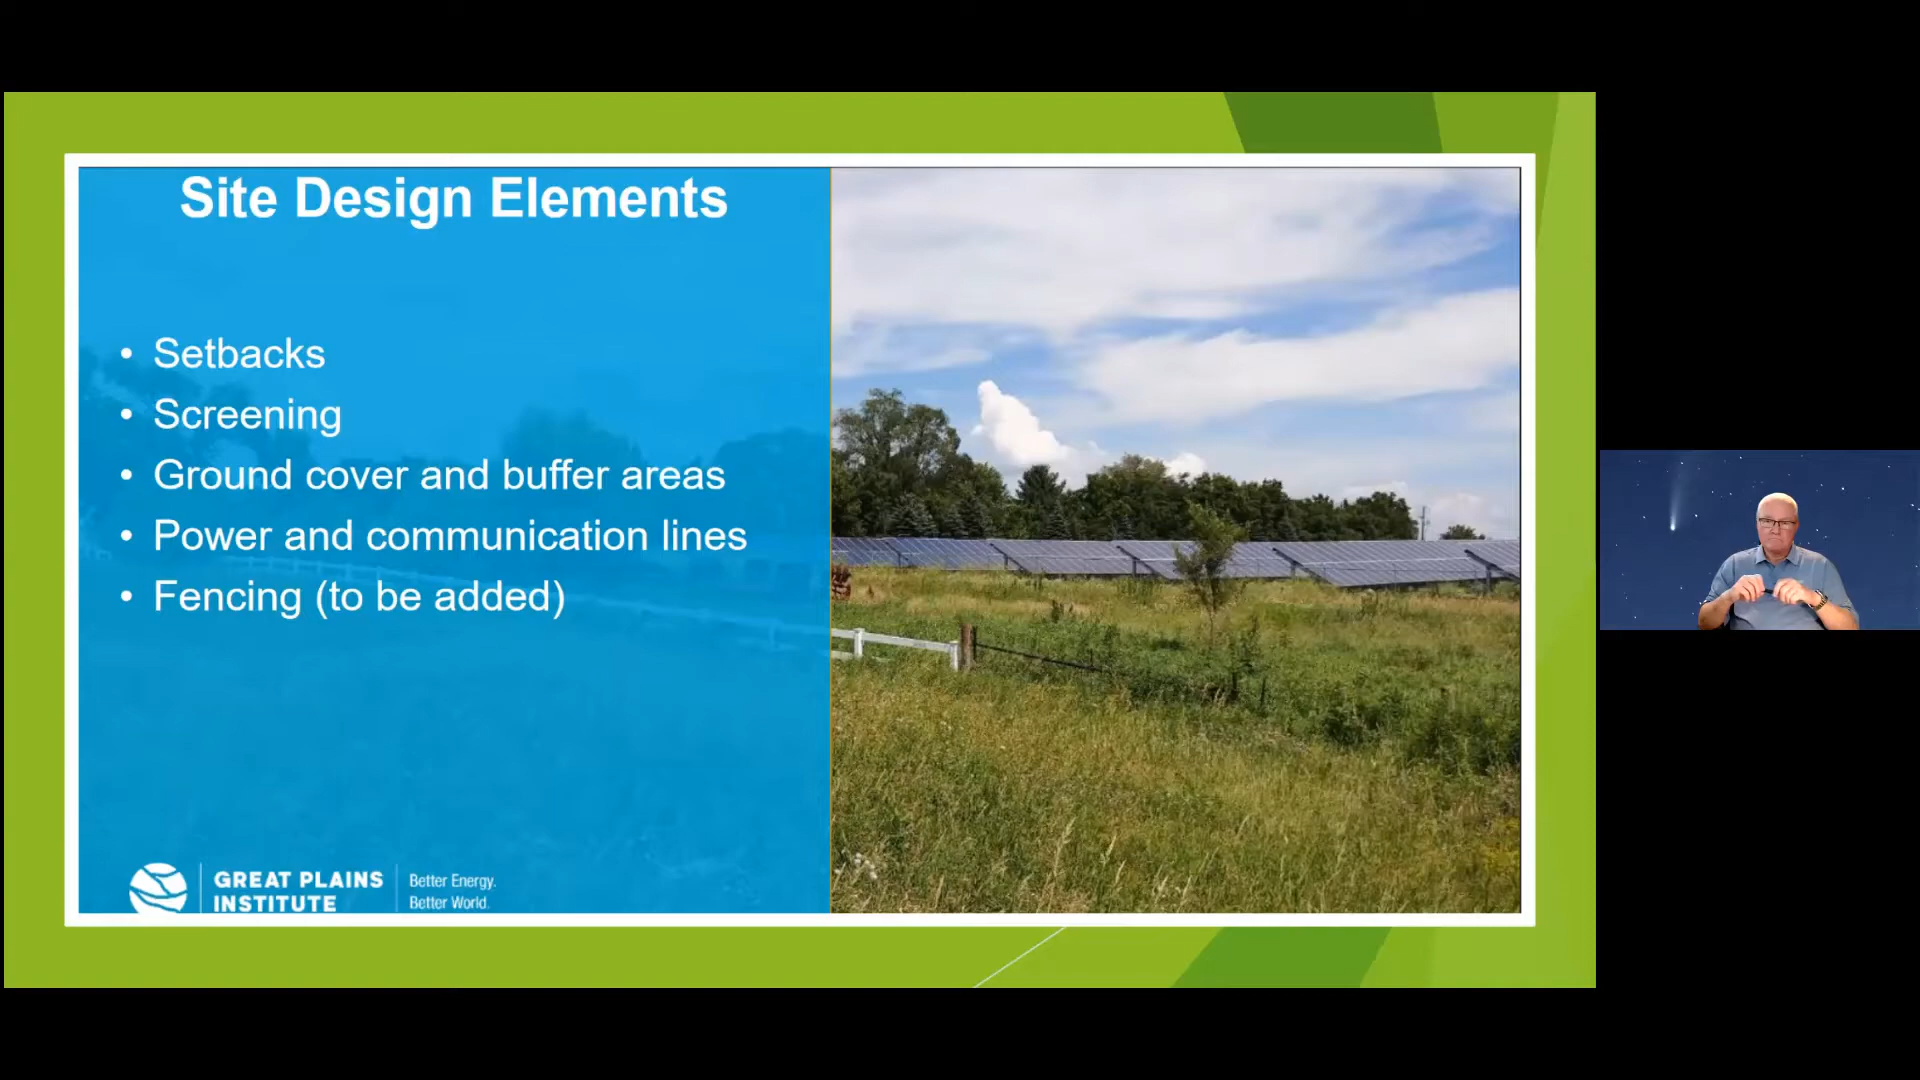 Site Design Elements
• Setbacks
• Screening
• Ground cover and buffer areas
• Power and communication lines
• Fencing (to be added)
GREAT PLAINS
INSTITUTE
Better Energy.
Better World.